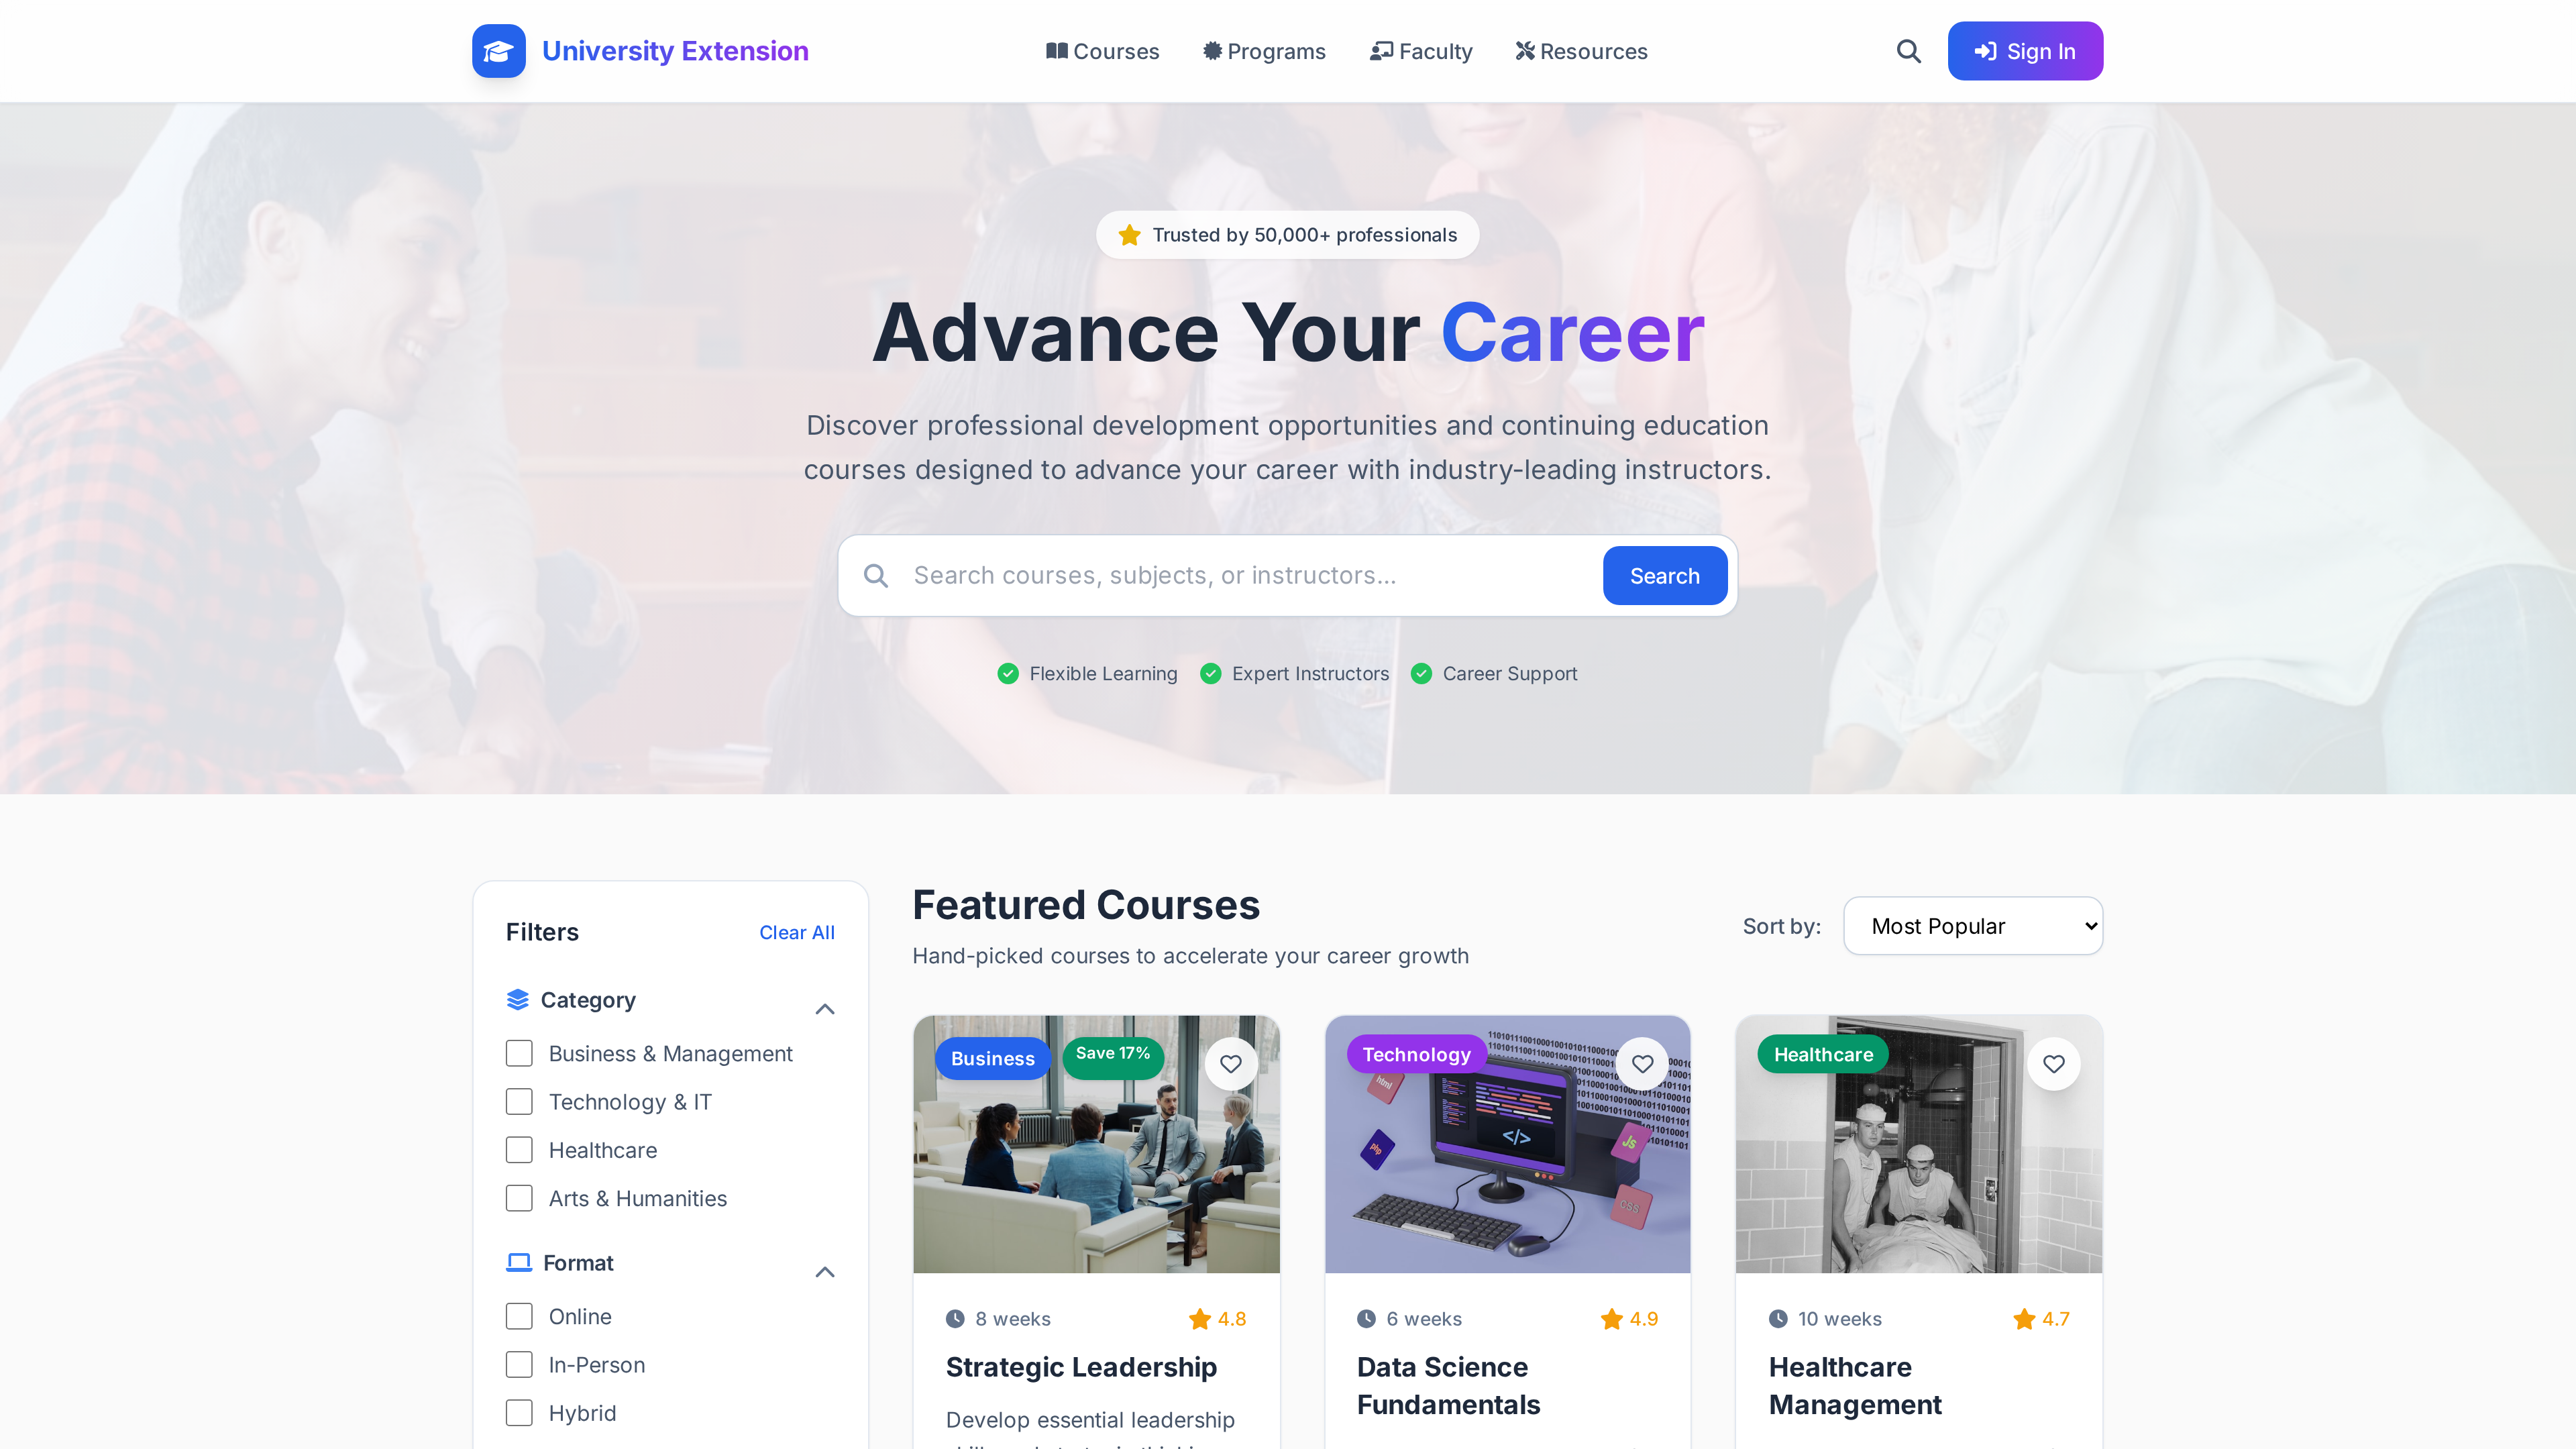 University Extension
Courses
Programs
Faculty
Resources
Sign In
Trusted by 50,000+ professionals
Advance Your Career
Discover professional development opportunities and continuing education
courses designed to advance your career with industry-leading instructors.
Search courses, subjects, or instructors...
Search
Flexible Learning
Expert Instructors
Career Support
Filters
Clear All
Category
Business & Management
Technology & IT
Healthcare
Arts & Humanities
Format
Online
In-Person
Hybrid
Featured Courses
Hand-picked courses to accelerate your career growth
Sort by:
Most Popular
Business
Save 17%
8 weeks
4.8
Strategic Leadership
Develop essential leadership
Technology
html
php
</>
Js
CSS
6 weeks
4.9
Data Science
Fundamentals
Healthcare
10 weeks
4.7
Healthcare
Management